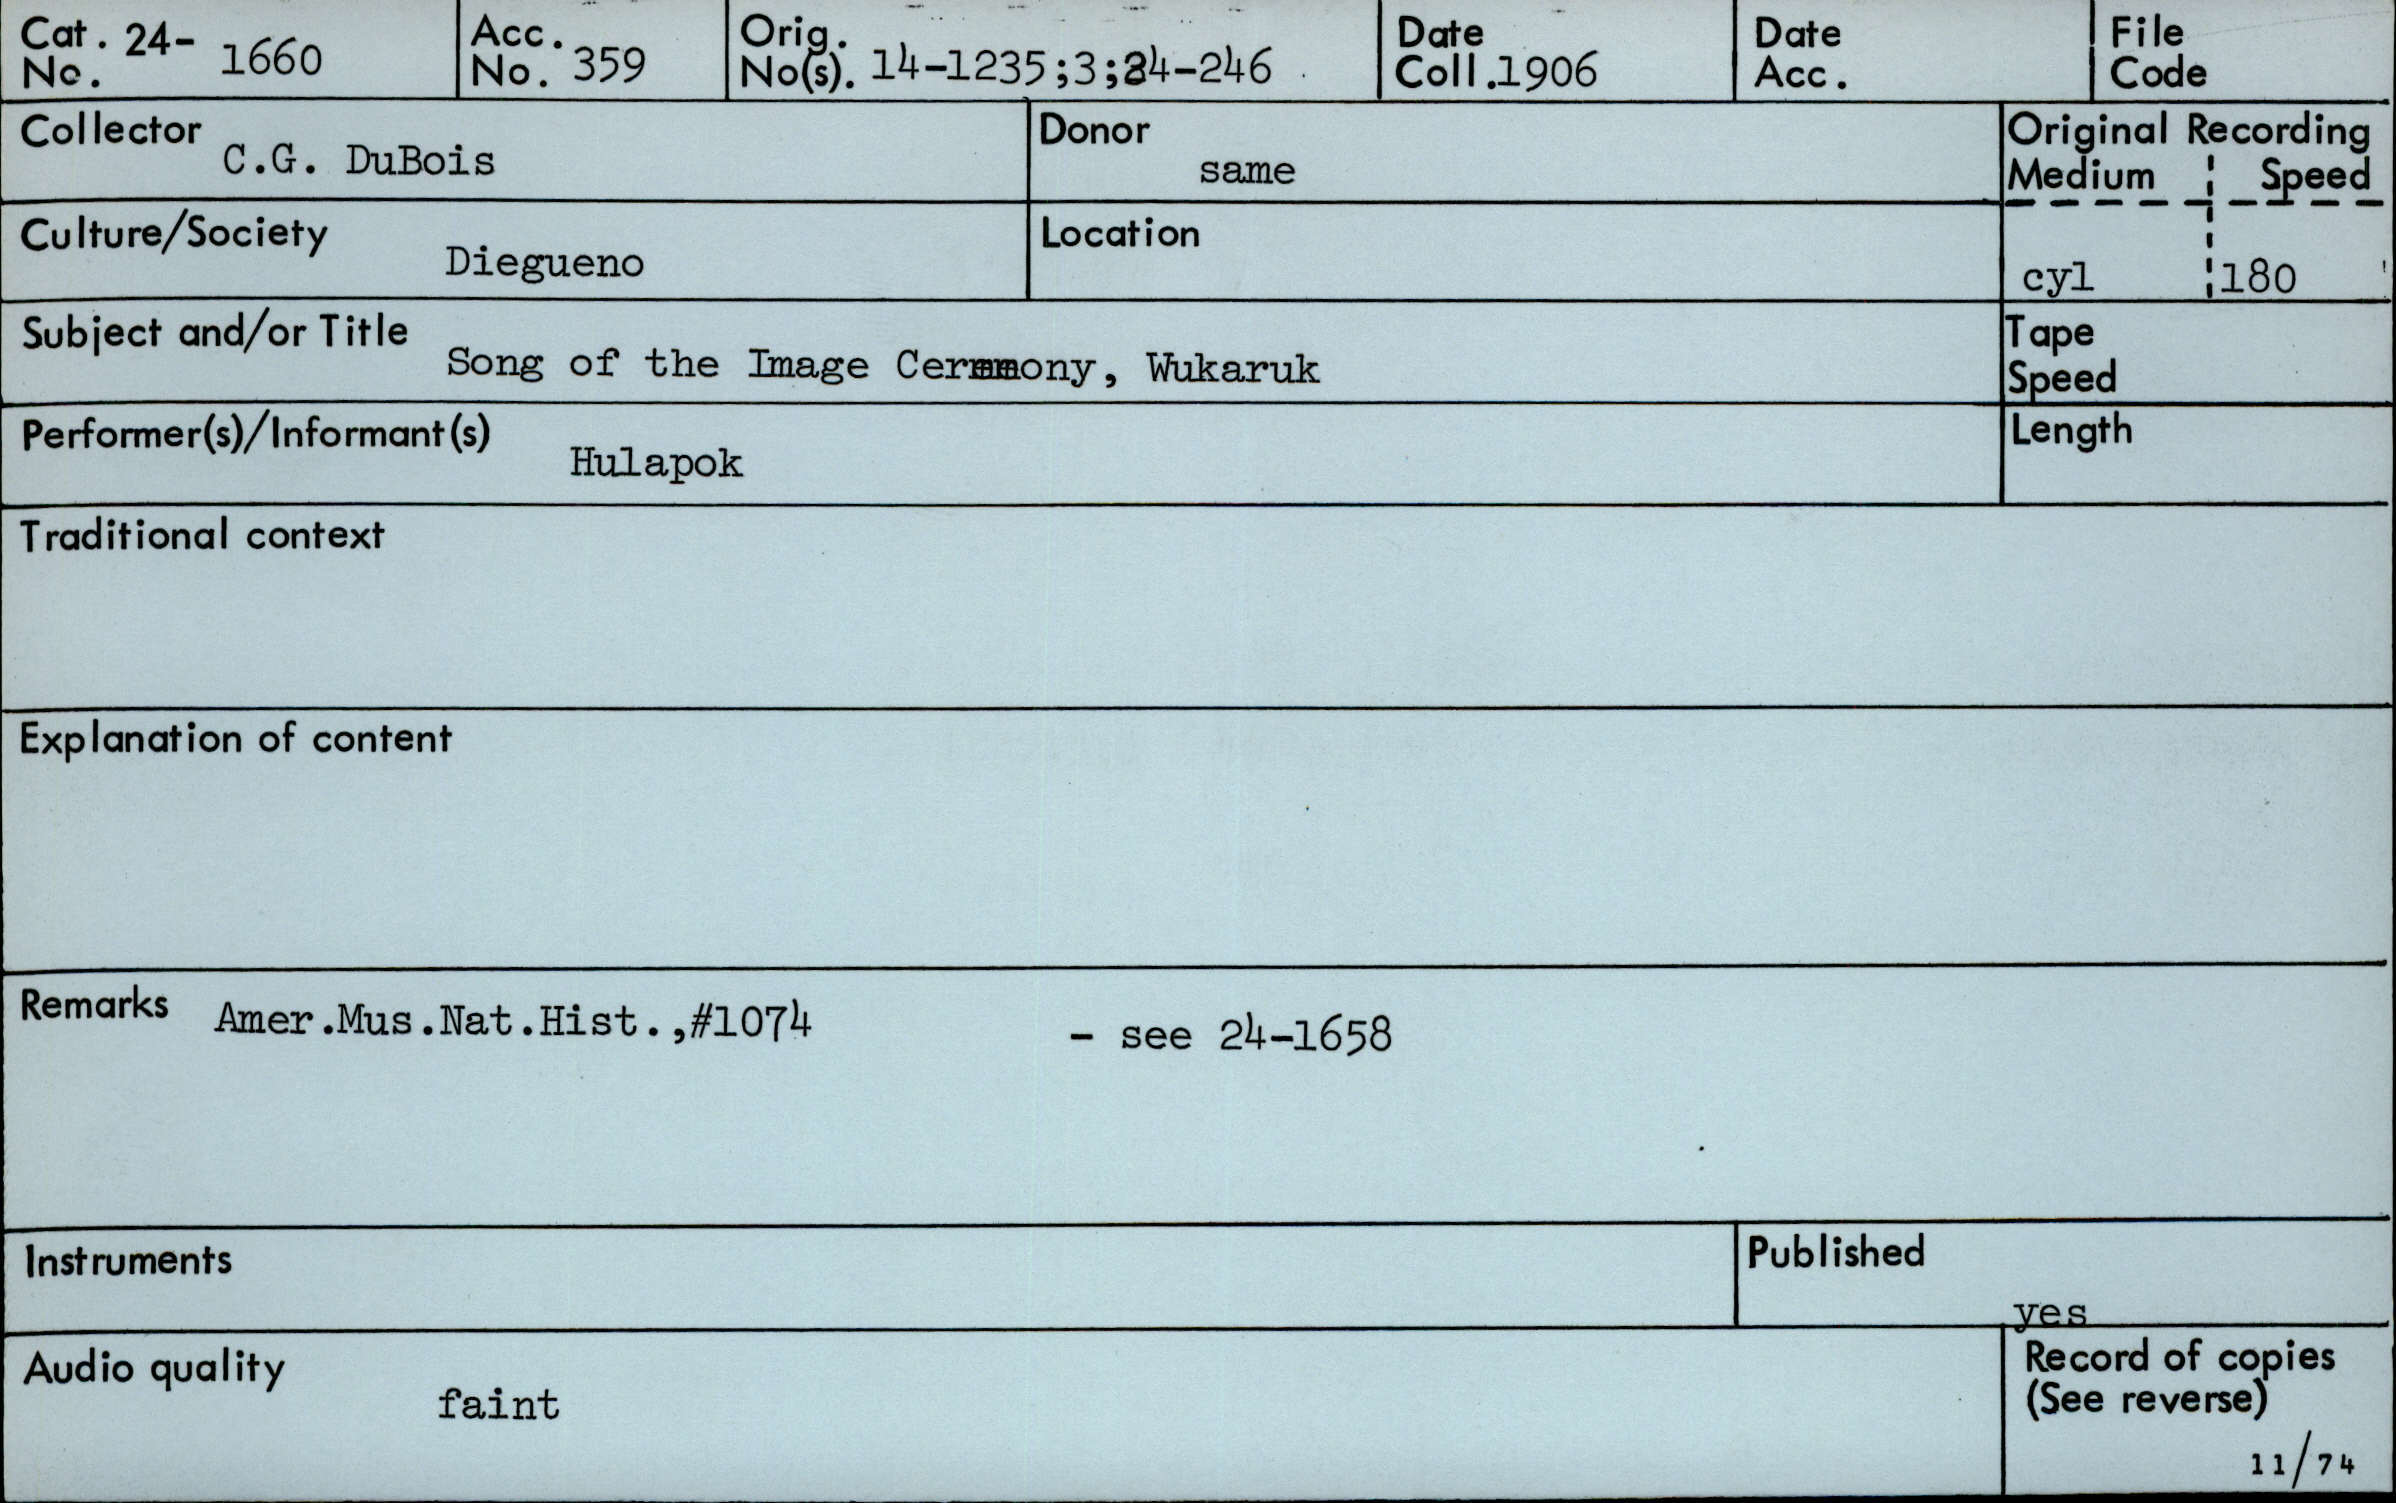 Cat. No. 24- 1660
Acc. No. 359
Orig. No(s). 14-1235;3;24-246
Date Coll. 1906
Date Acc.
File Code
Collector C.G. DuBois
Donor same
Original Recording
Medium Speed
cyl 180
Culture/Society Diegueno
Location
Subject and/or Title Song of the Image Ceremony, Wukaruk
Tape Speed
Performer(s)/Informant(s) Hulapok
Length
Traditional context
Explanation of content
Remarks Amer.Mus.Nat.Hist.,#1074 - see 24-1658
Instruments
Published yes
Audio quality faint
Record of copies
(See reverse)
11/74